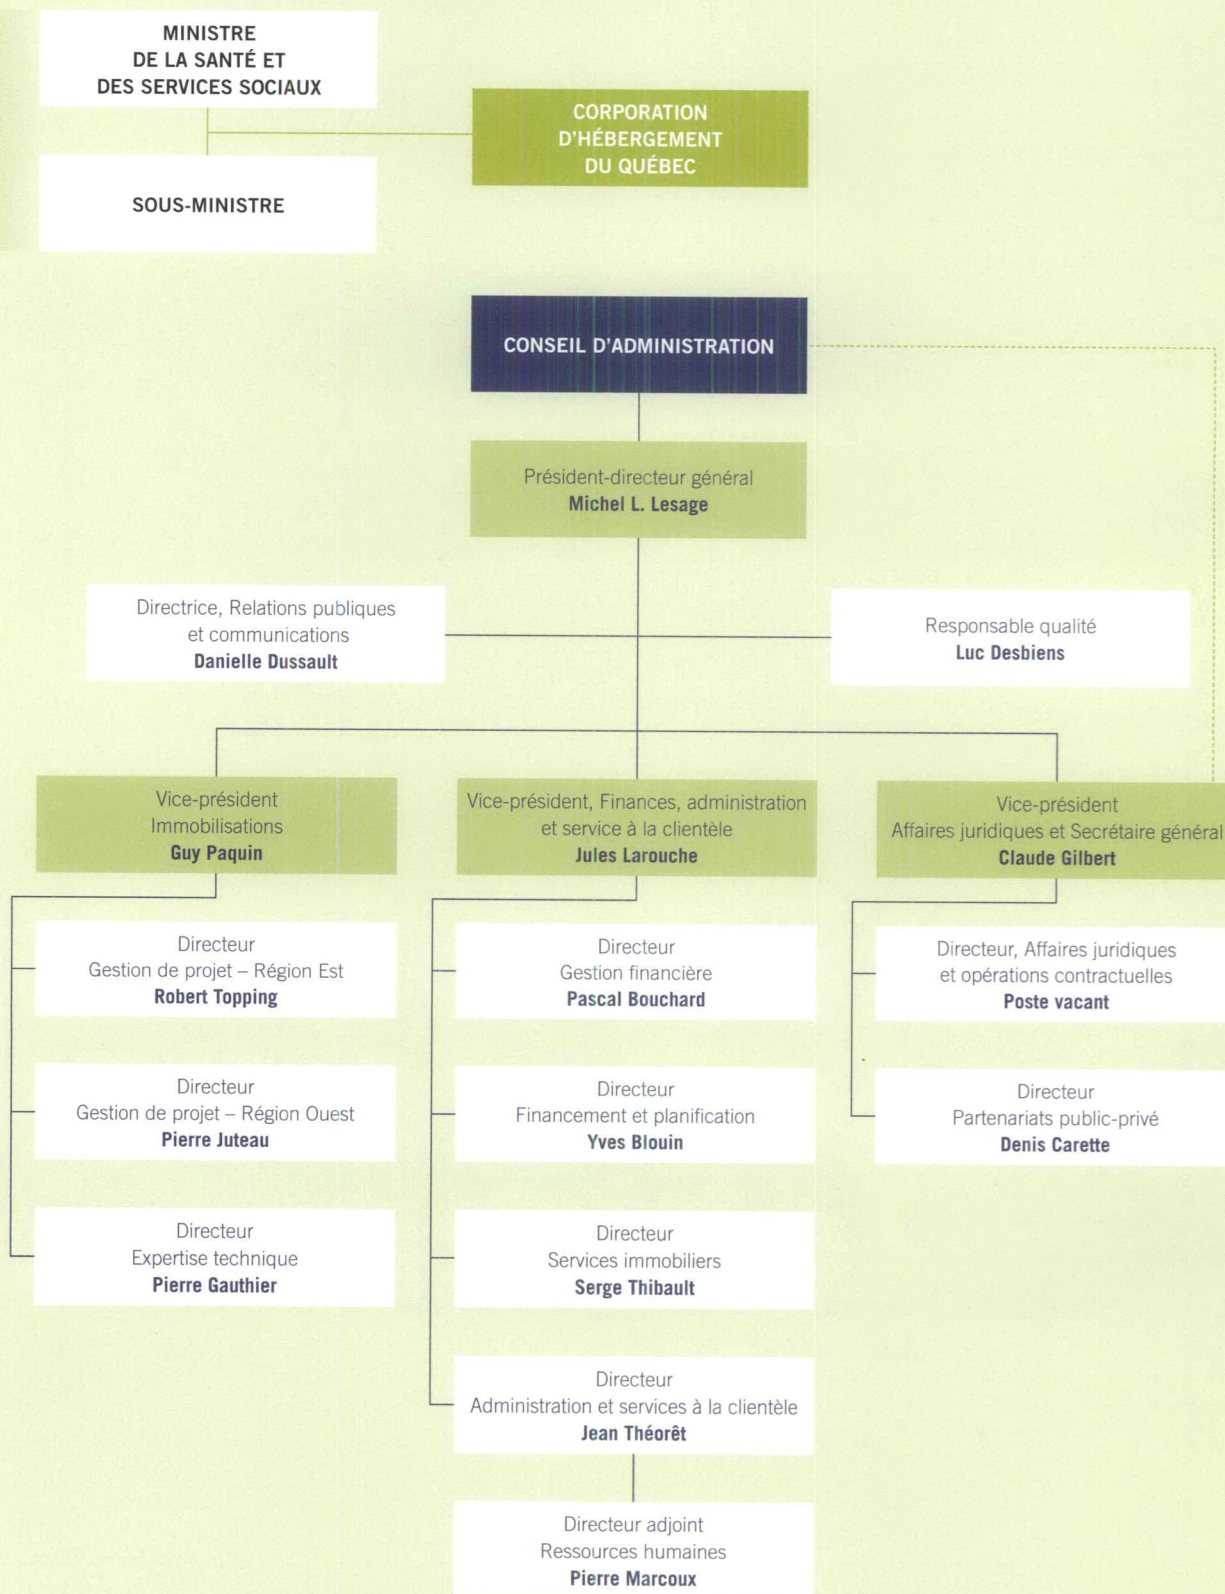 MINISTRE
DE LA SANTÉ ET
DES SERVICES SOCIAUX
CORPORATION
D'HÉBERGEMENT
DU QUÉBEC
SOUS-MINISTRE
CONSEIL D'ADMINISTRATION
Président-directeur général
Michel L. Lesage
Directrice, Relations publiques
et communications
Danielle Dussault
Responsable qualité
Luc Desbiens
Vice-président
Immobilisations
Guy Paquin
Vice-président, Finances, administration
et service à la clientèle
Jules Larouche
Vice-président
Affaires juridiques et Secrétaire général
Claude Gilbert
Directeur
Gestion de projet – Région Est
Robert Topping
Directeur
Gestion financière
Pascal Bouchard
Directeur, Affaires juridiques
et opérations contractuelles
Poste vacant
Directeur
Gestion de projet – Région Ouest
Pierre Juteau
Directeur
Financement et planification
Yves Blouin
Directeur
Partenariats public-privé
Denis Carette
Directeur
Expertise technique
Pierre Gauthier
Directeur
Services immobiliers
Serge Thibault
Directeur
Administration et services à la clientèle
Jean Théorêt
Directeur adjoint
Ressources humaines
Pierre Marcoux